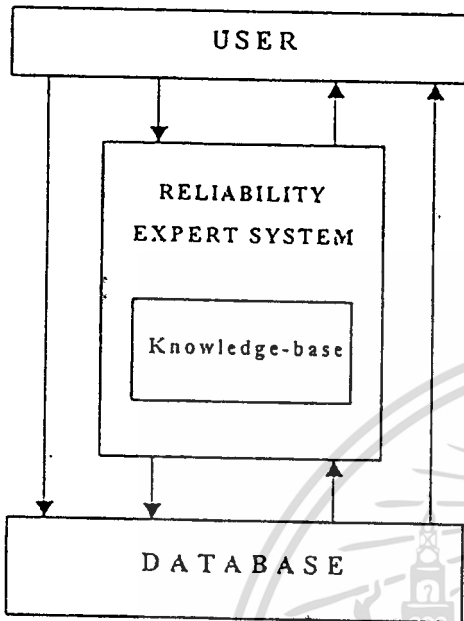 USER
RELIABILITY
EXPERT SYSTEM
Knowledge-base
DATABASE
?